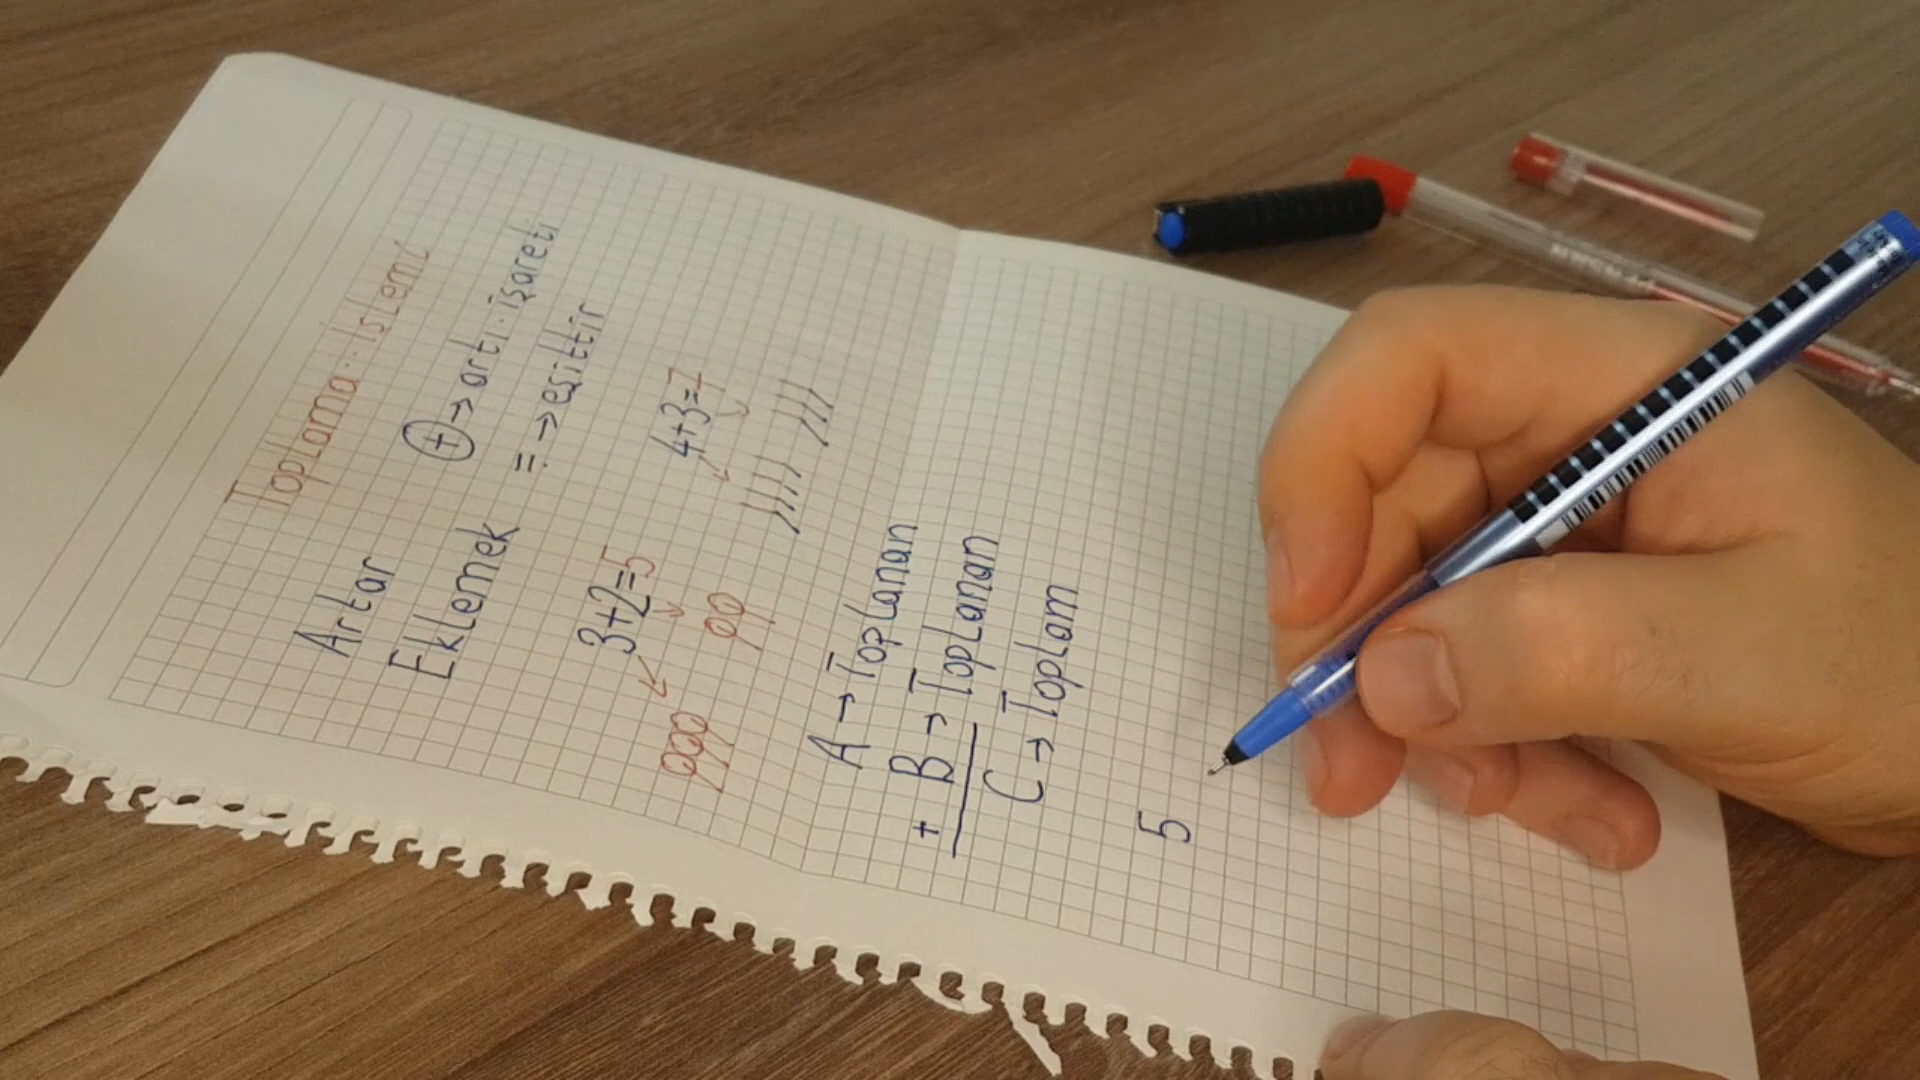 Toplama İşlemi
Artar
⊕ → artı işareti
Eklemek
= → eşittir
3+2=5
4+3=7
A → Toplanan
+ B → Toplanan
C → Toplam
5